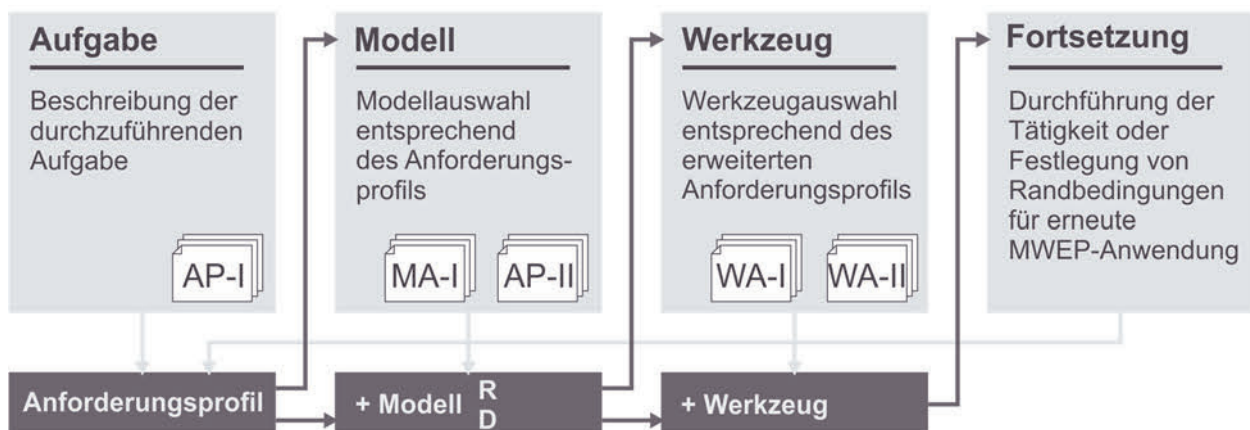 Aufgabe
Beschreibung der
durchzuführenden
Aufgabe
AP-I
Modell
Modellauswahl
entsprechend
des Anforderungs-
profils
MA-I
AP-II
Werkzeug
Werkzeugauswahl
entsprechend des
erweiterten
Anforderungsprofils
WA-I
WA-II
Fortsetzung
Durchführung der
Tätigkeit oder
Festlegung von
Randbedingungen
für erneute
MWEP-Anwendung
Anforderungsprofil
+ Modell
R
D
+ Werkzeug